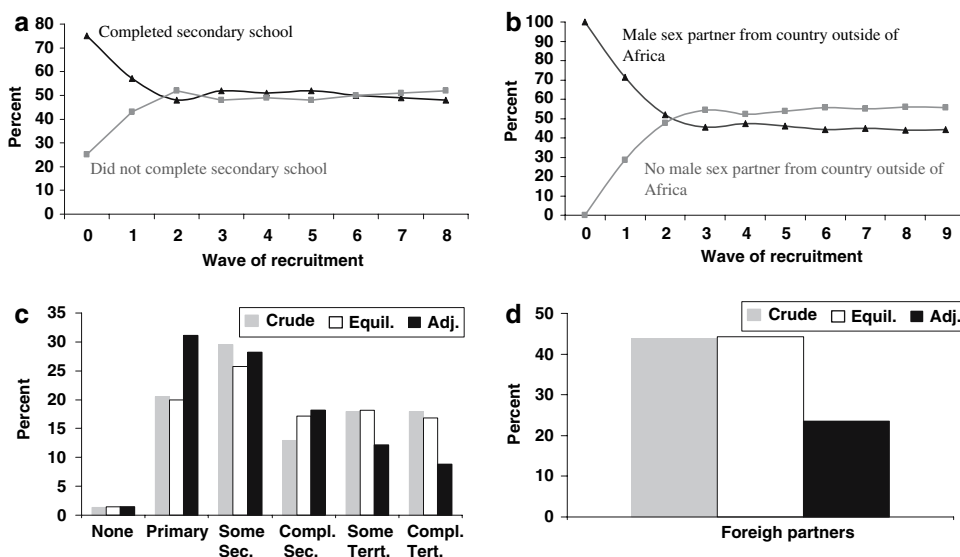 a
80
70
60
50
40
30
20
10
0
Percent
Completed secondary school
Did not complete secondary school
0 1 2 3 4 5 6 7 8
Wave of recruitment
b
100
90
80
70
60
50
40
30
20
10
0
Percent
Male sex partner from country outside of
Africa
No male sex partner from country outside of
Africa
0 1 2 3 4 5 6 7 8 9
Wave of recruitment
c
35
30
25
20
15
10
5
0
Percent
Crude Equil. Adj.
None Primary Some Compl. Some Compl.
Sec. Sec. Terrt. Tert.
d
50
40
30
20
10
0
Percent
Crude Equil. Adj.
Foreigh partners